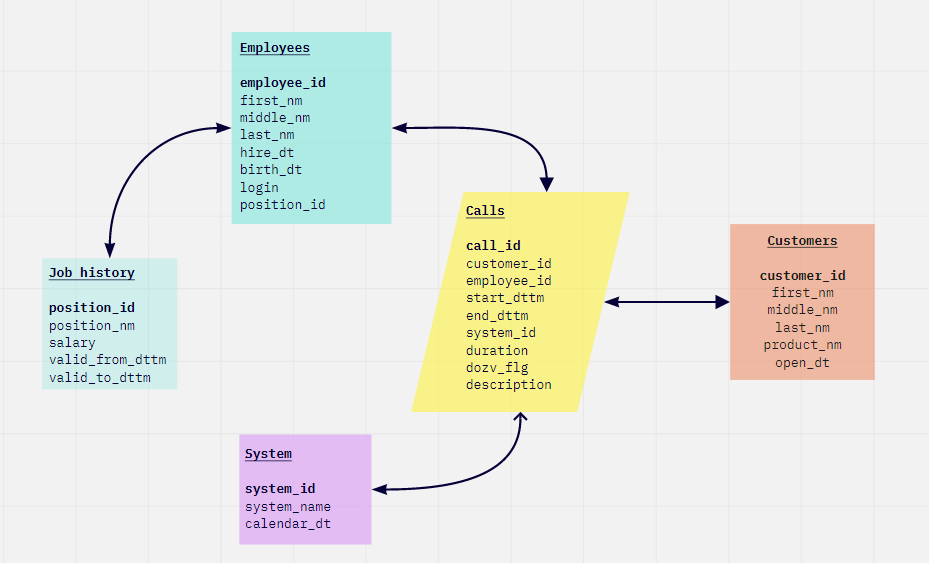 Employees
employee_id
first_nm
middle_nm
last_nm
hire_dt
birth_dt
login
position_id
Job history
position_id
position_nm
salary
valid_from_dttm
valid_to_dttm
Calls
call_id
customer_id
employee_id
start_dttm
end_dttm
system_id
duration
dozv_flg
description
Customers
customer_id
first_nm
middle_nm
last_nm
product_nm
open_dt
System
system_id
system_name
calendar_dt